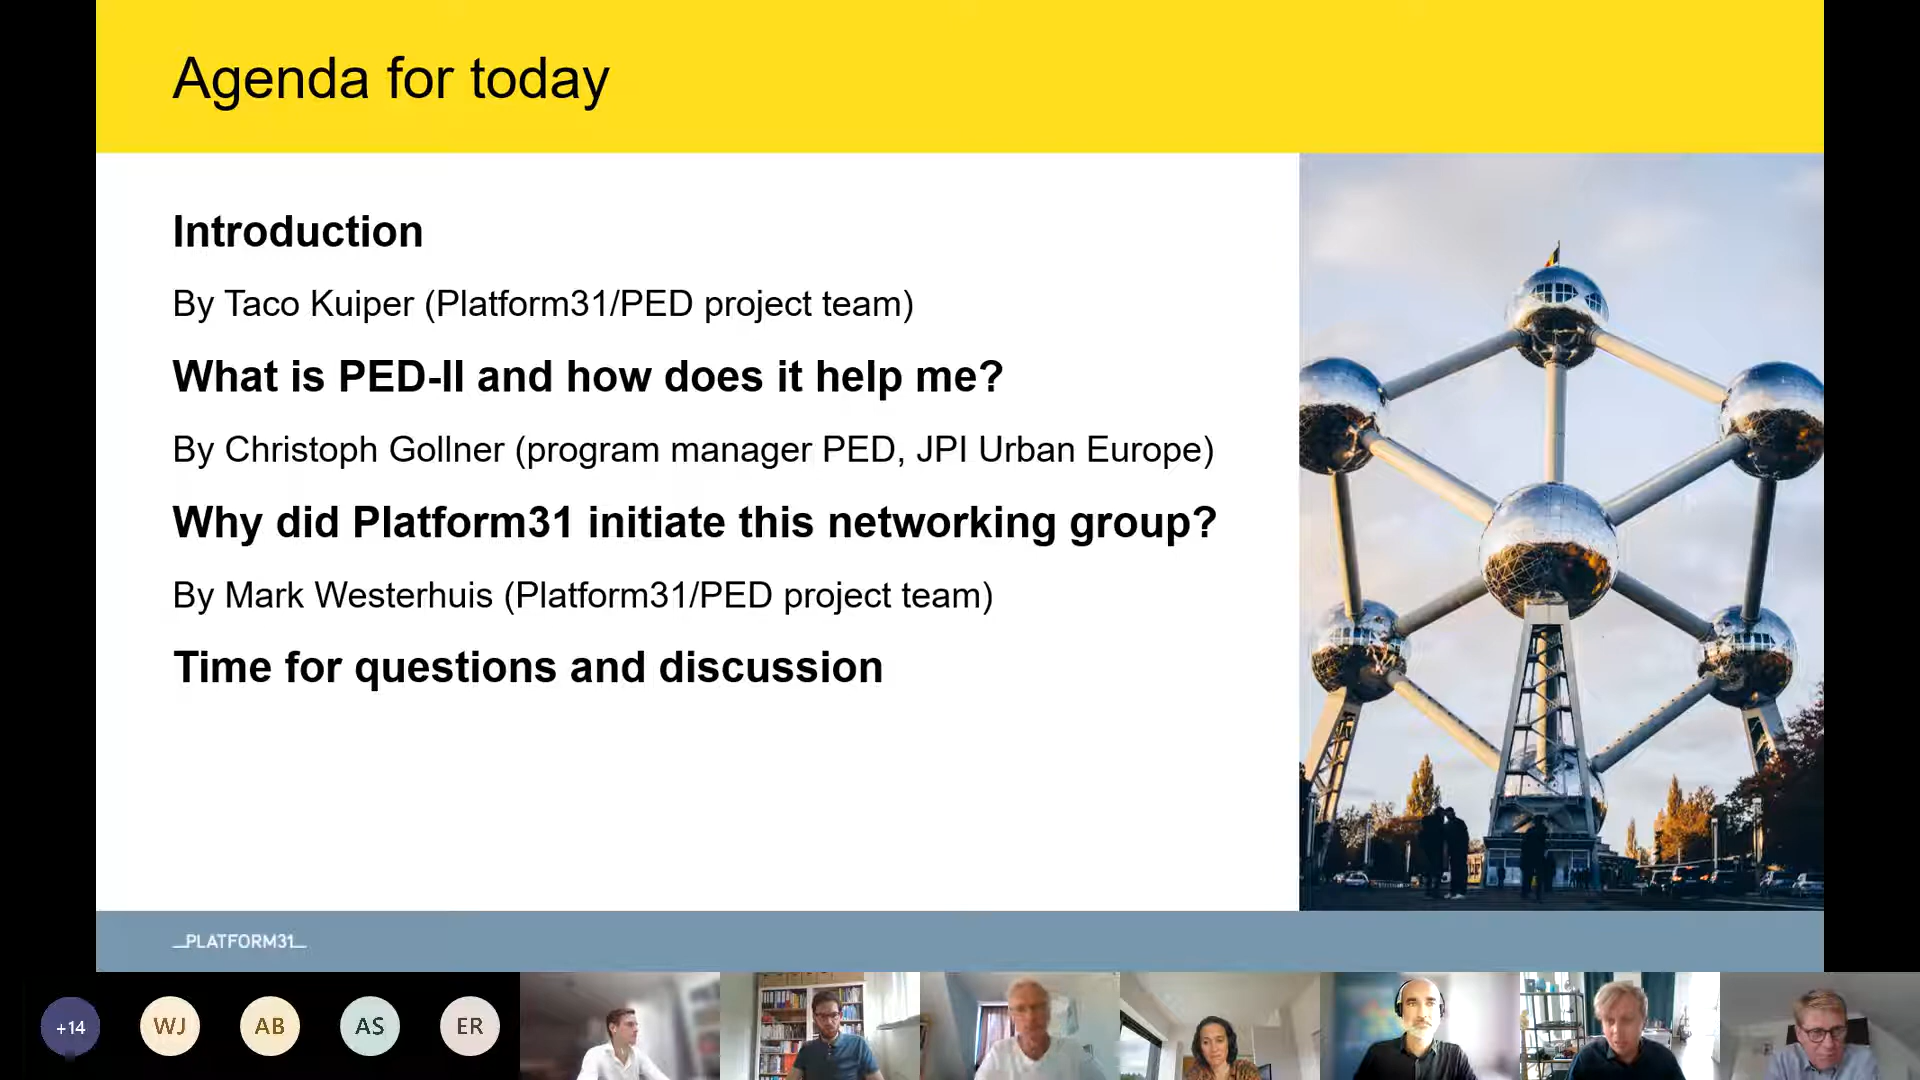 Agenda for today
Introduction
By Taco Kuiper (Platform31/PED project team)
What is PED-II and how does it help me?
By Christoph Gollner (program manager PED, JPI Urban Europe)
Why did Platform31 initiate this networking group?
By Mark Westerhuis (Platform31/PED project team)
Time for questions and discussion
PLATFORM31
+14 WJ AB AS ER